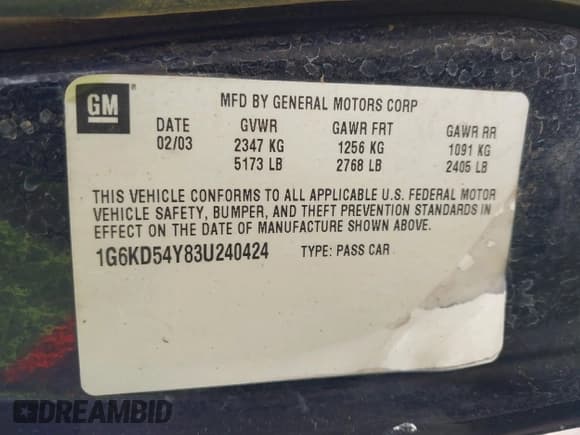 GM
MFD BY GENERAL MOTORS CORP
DATE GVWR GAWR FRT GAWR RR
02/03 2347 KG 1256 KG 1091 KG
5173 LB 2768 LB 2405 LB
THIS VEHICLE CONFORMS TO ALL APPLICABLE U.S. FEDERAL MOTOR
VEHICLE SAFETY, BUMPER, AND THEFT PREVENTION STANDARDS IN
EFFECT ON THE DATE OF MANUFACTURE SHOWN ABOVE.
1G6KD54Y83U240424 TYPE: PASS CAR
DREAMBID